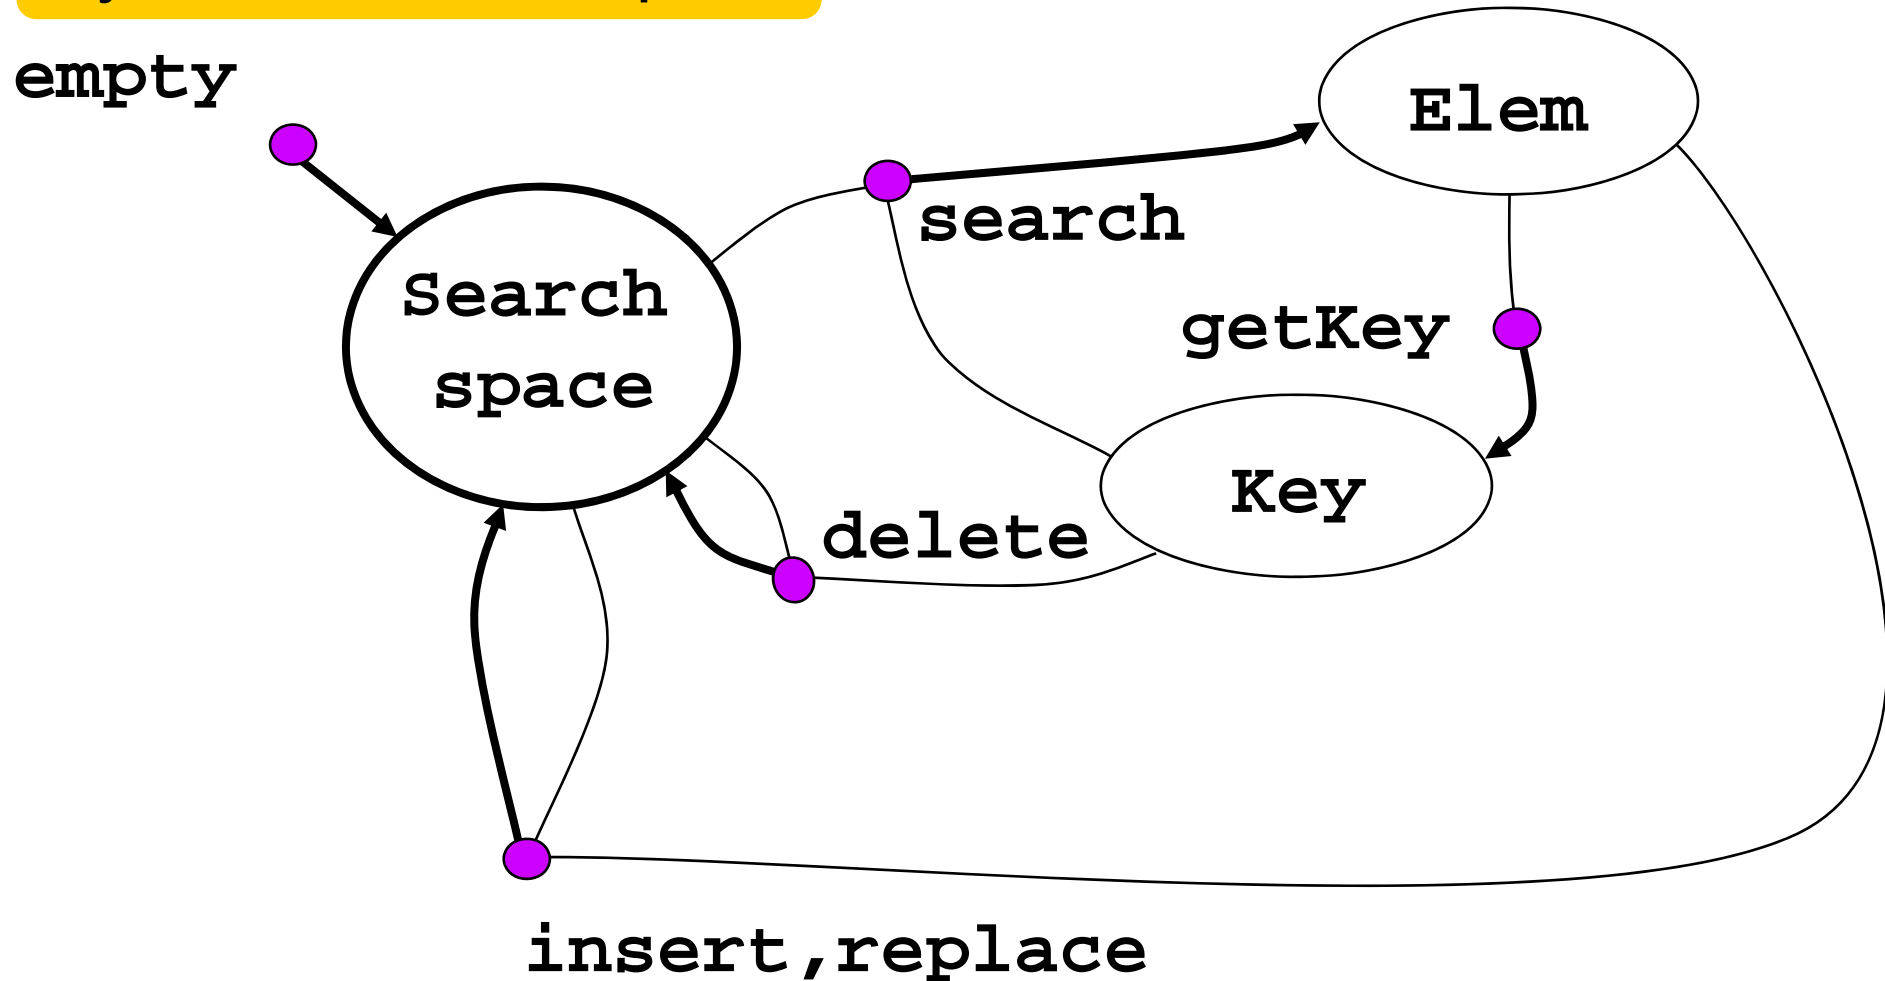 empty
Elem
search
Search
space
getKey
Key
delete
insert,replace